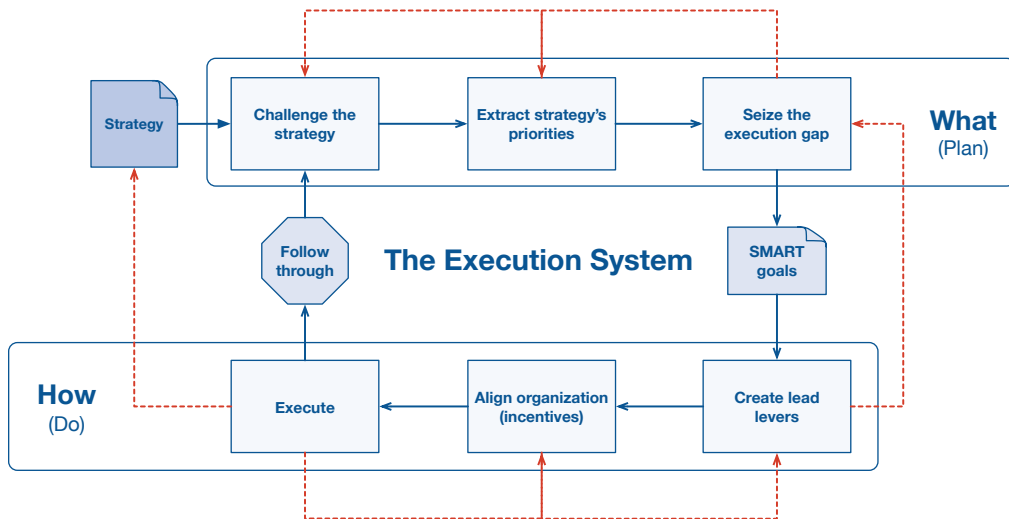 Strategy
Challenge the
strategy
Extract strategy's
priorities
Seize the
execution gap
What
(Plan)
Follow
through
The Execution System
SMART
goals
How
(Do)
Execute
Align organization
(incentives)
Create lead
levers